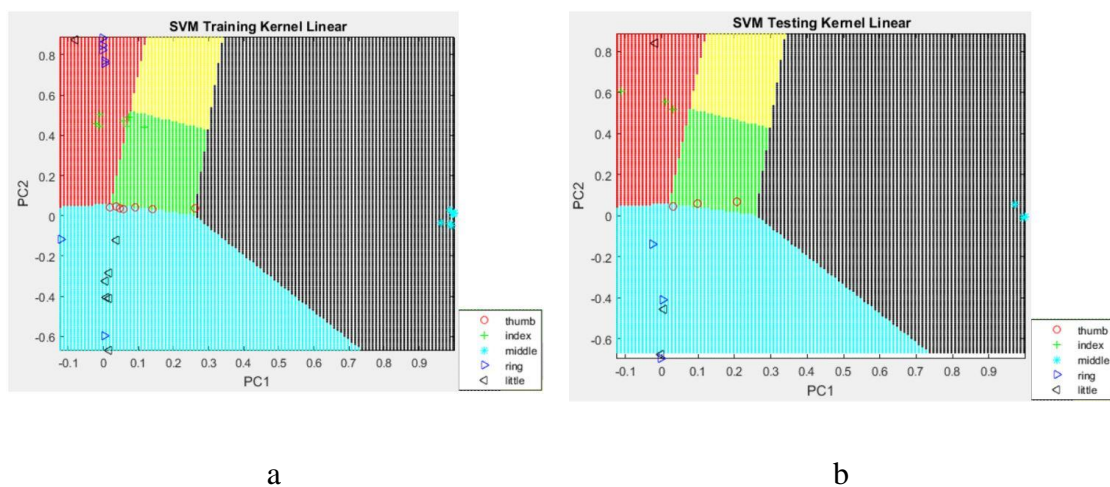 SVM Training Kernel Linear
PC2
0.8
0.6
0.4
0.2
0
-0.2
-0.4
-0.6
-0.1 0 0.1 0.2 0.3 0.4 0.5 0.6 0.7 0.8 0.9
PC1
thumb
index
middle
ring
little
a
SVM Testing Kernel Linear
PC2
0.8
0.6
0.4
0.2
0
-0.2
-0.4
-0.6
-0.1 0 0.1 0.2 0.3 0.4 0.5 0.6 0.7 0.8 0.9
PC1
thumb
index
middle
ring
little
b